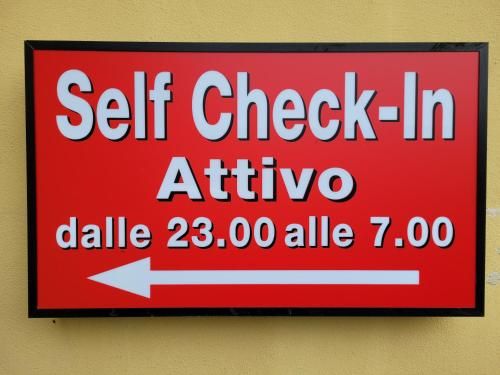 Self Check-In
Attivo
dalle 23.00 alle 7.00